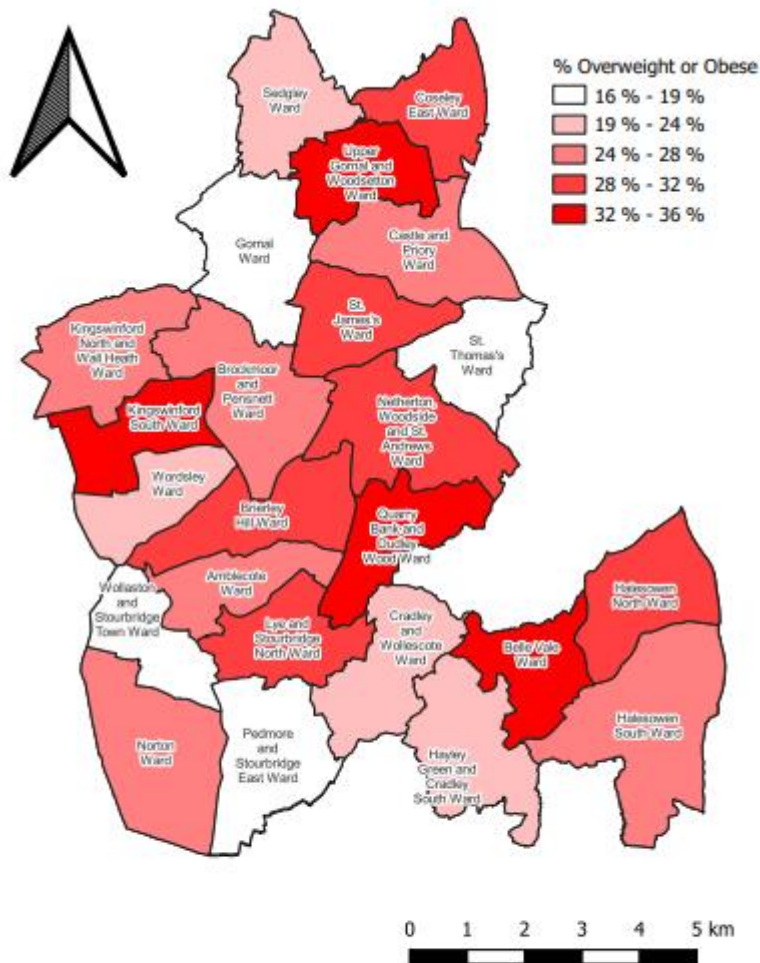 % Overweight or Obese
16 % - 19 %
19 % - 24 %
24 % - 28 %
28 % - 32 %
32 % - 36 %
Sedgley
Ward
Coseley
East Ward
Upper
Gornal and
Woodsetton
Ward
Gornal
Ward
Castle and
Priory
Ward
St.
James's
Ward
St.
Thomas's
Ward
Kingswinford
North and
Wall Heath
Ward
Brockmoor
and
Pensnett
Ward
Kingswinford
South Ward
Netherton,
Woodside
and St.
Andrews
Ward
Wordsley
Ward
Brierley
Hill Ward
Quarry
Bank and
Dudley
Wood Ward
Amblecote
Ward
Wollaston
and
Stourbridge
Town Ward
Lye and
Stourbridge
North Ward
Cradley
and
Wollescote
Ward
Belle Vale
Ward
Halesowen
North Ward
Halesowen
South Ward
Norton
Ward
Pedmore
and
Stourbridge
East Ward
Hayley
Green and
Cradley
South Ward
0 1 2 3 4 5 km